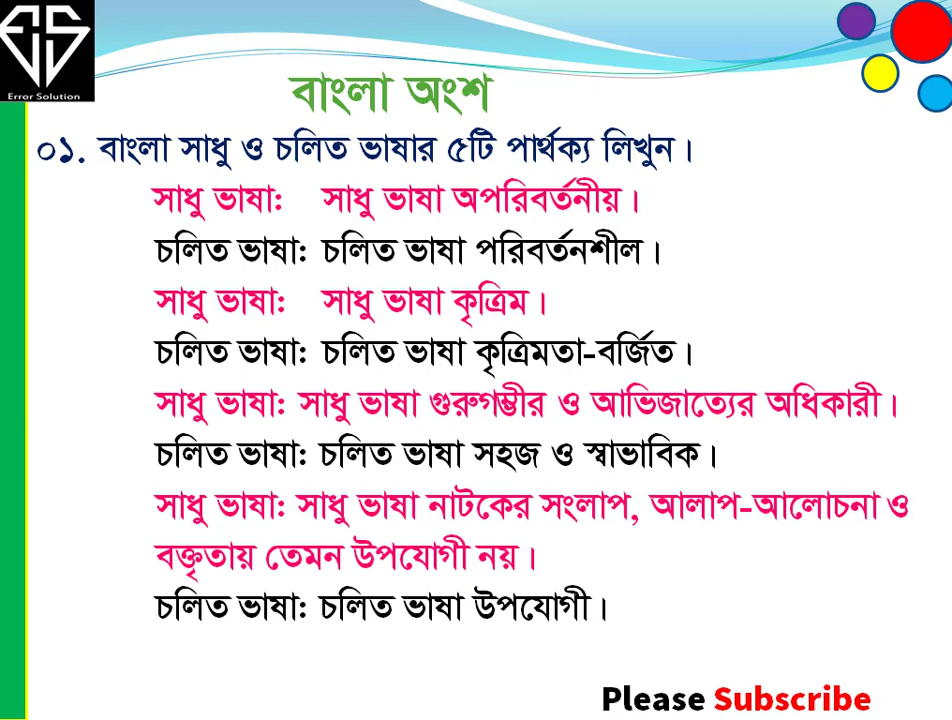 Error Solution
বাংলা অংশ
০১. বাংলা সাধু ও চলিত ভাষার ৫টি পার্থক্য লিখুন।
সাধু ভাষা: সাধু ভাষা অপরিবর্তনীয়।
চলিত ভাষা: চলিত ভাষা পরিবর্তনশীল।
সাধু ভাষা: সাধু ভাষা কৃত্রিম।
চলিত ভাষা: চলিত ভাষা কৃত্রিমতা-বর্জিত।
সাধু ভাষা: সাধু ভাষা গুরুগম্ভীর ও আভিজাত্যের অধিকারী।
চলিত ভাষা: চলিত ভাষা সহজ ও স্বাভাবিক।
সাধু ভাষা: সাধু ভাষা নাটকের সংলাপ, আলাপ-আলোচনা ও
বক্তৃতায় তেমন উপযোগী নয়।
চলিত ভাষা: চলিত ভাষা উপযোগী।
Please Subscribe